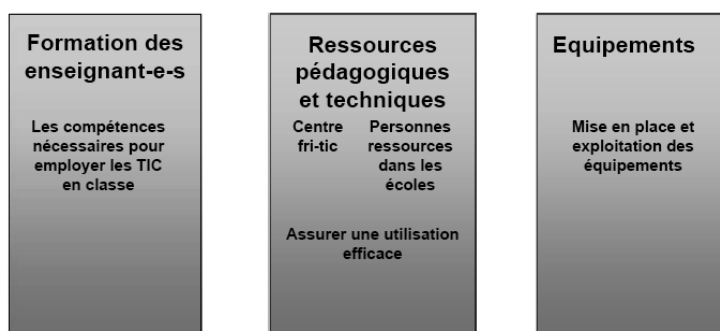 Formation des
enseignant-e-s
Les compétences
nécessaires pour
employer les TIC
en classe
Ressources
pédagogiques
et techniques
Centre
fri-tic
Personnes
ressources
dans les
écoles
Assurer une utilisation
efficace
Equipements
Mise en place et
exploitation des
équipements